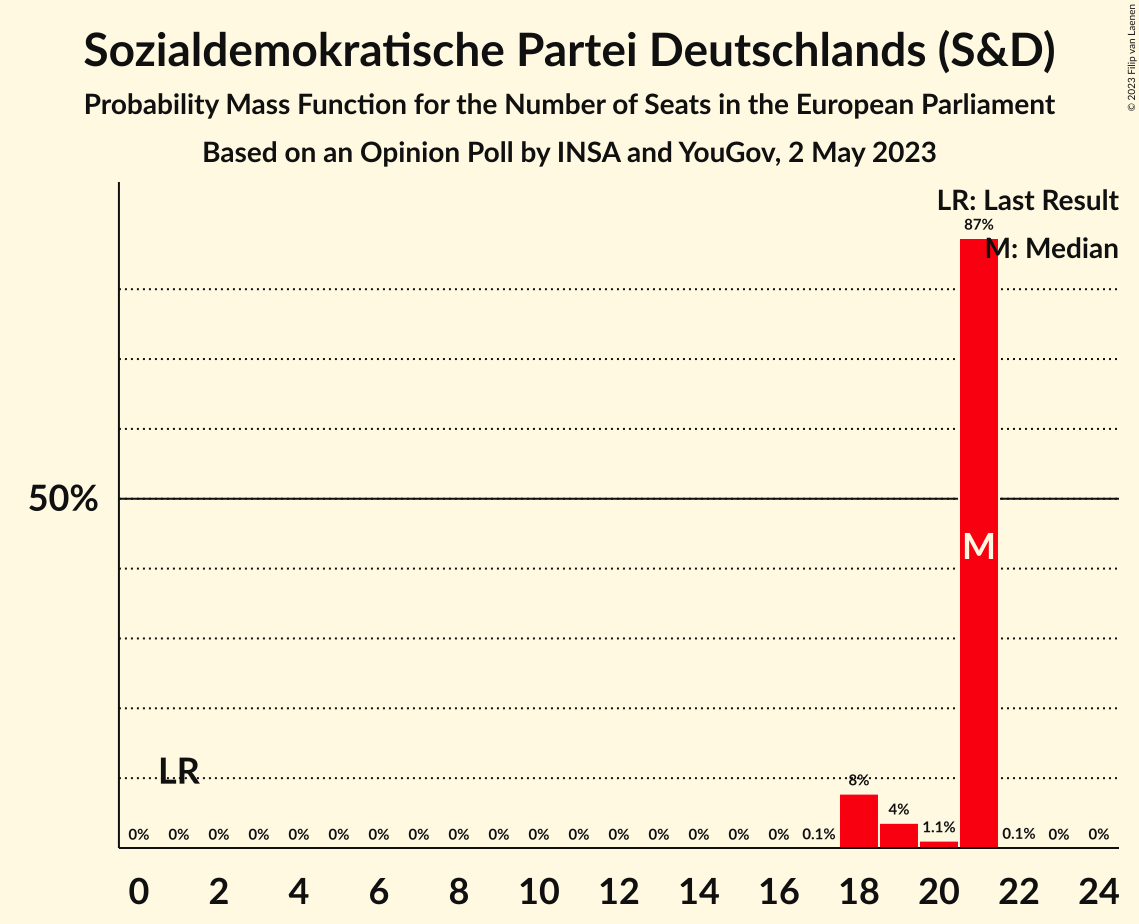 Sozialdemokratische Partei Deutschlands (S&D)
Probability Mass Function for the Number of Seats in the European Parliament
Based on an Opinion Poll by INSA and YouGov, 2 May 2023
© 2023 Filip van Laenen
LR: Last Result
87%
M: Median
50%
M
LR
8%
4%
1.1%
0% 0% 0% 0% 0% 0% 0% 0% 0% 0% 0% 0% 0% 0% 0% 0% 0% 0.1% 0.1% 0% 0%
0 2 4 6 8 10 12 14 16 18 20 22 24